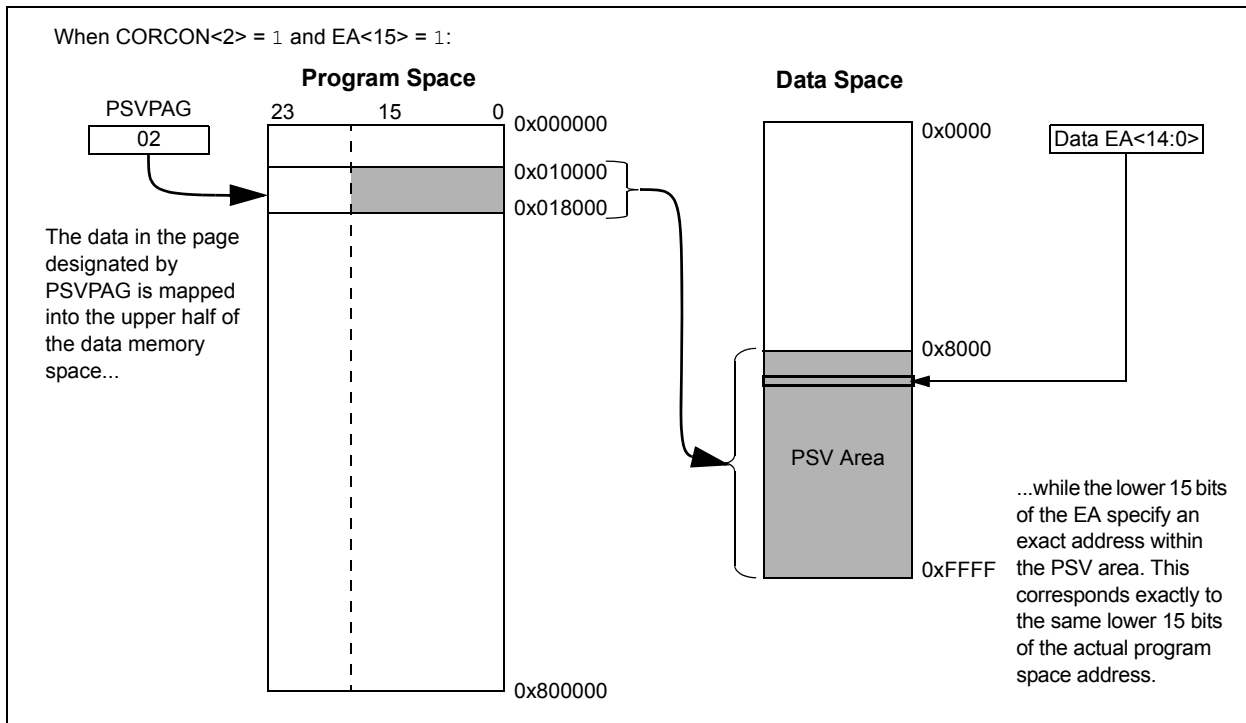 When CORCON<2> = 1 and EA<15> = 1:
Program Space
Data Space
PSVPAG
02
23 15 0
0x000000
0x010000
0x018000
0x800000
The data in the page
designated by
PSVPAG is mapped
into the upper half of
the data memory
space...
0x0000
Data EA<14:0>
0x8000
PSV Area
0xFFFF
...while the lower 15 bits
of the EA specify an
exact address within
the PSV area. This
corresponds exactly to
the same lower 15 bits
of the actual program
space address.